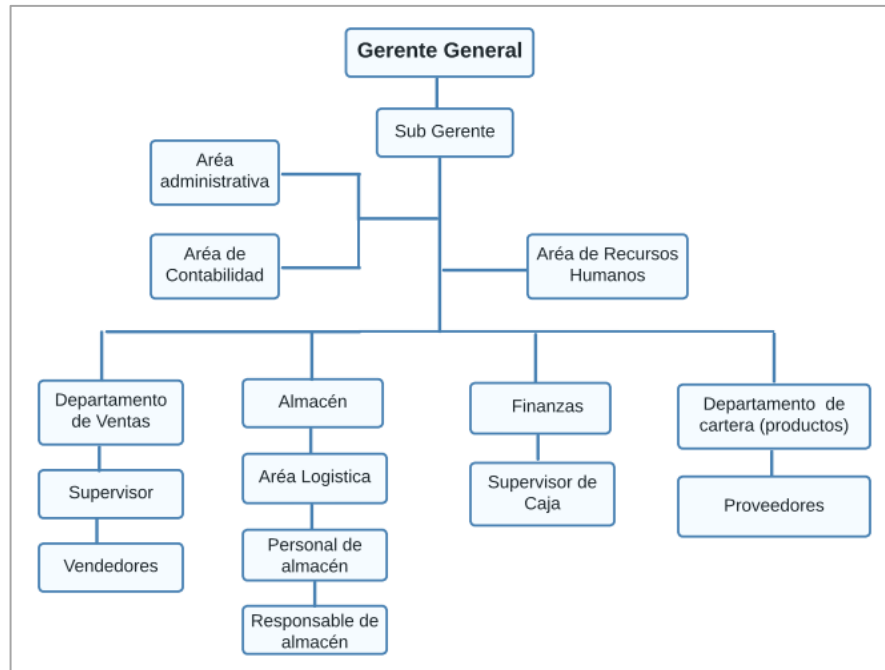 Gerente General
Sub Gerente
Aréa
administrativa
Aréa de
Contabilidad
Aréa de Recursos
Humanos
Departamento
de Ventas
Supervisor
Vendedores
Almacén
Aréa Logistica
Personal de
almacén
Responsable de
almacén
Finanzas
Supervisor de
Caja
Departamento de
cartera (productos)
Proveedores